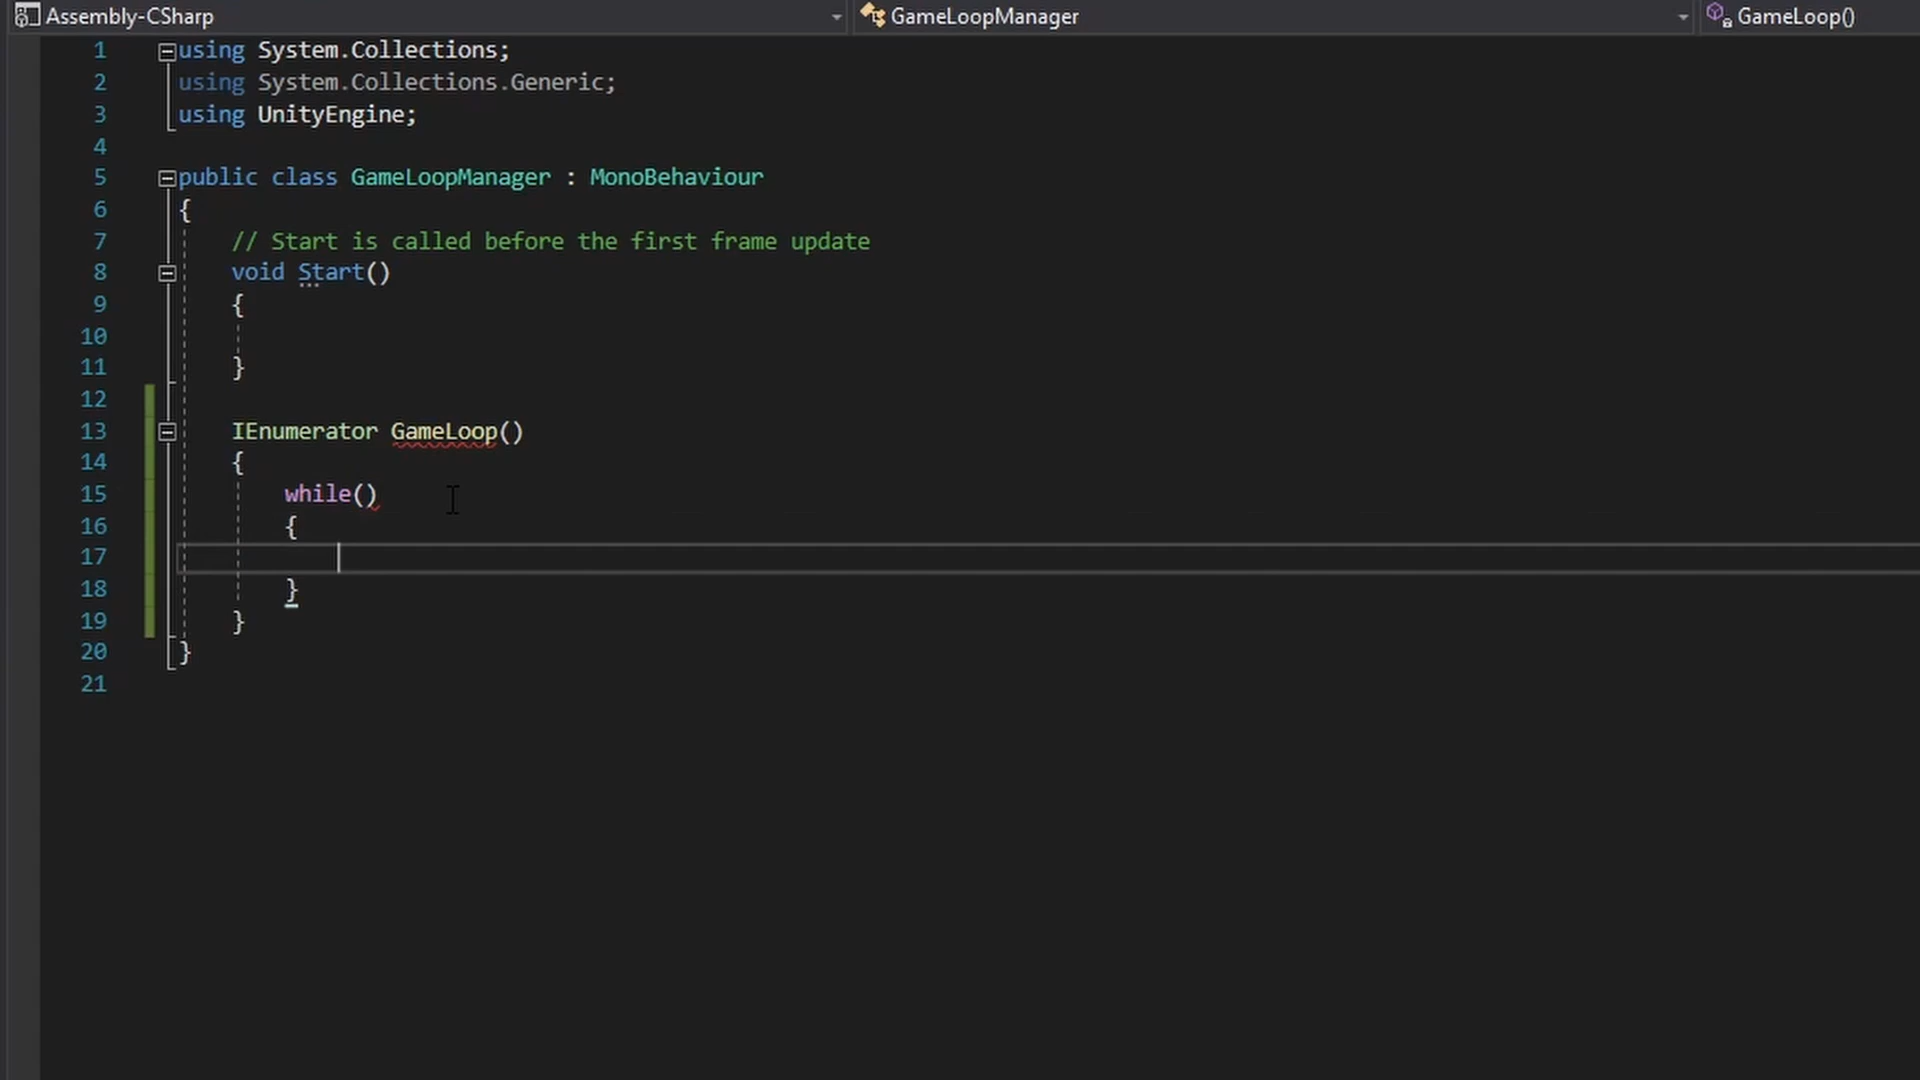 Assembly-CSharp GameLoopManager GameLoop()
1 using System.Collections;
2 using System.Collections.Generic;
3 using UnityEngine;
4
5 public class GameLoopManager : MonoBehaviour
6 {
7 // Start is called before the first frame update
8 void Start()
9 {
10
11 }
12
13 IEnumerator GameLoop()
14 {
15 while()
16 {
17
18 }
19 }
20 }
21